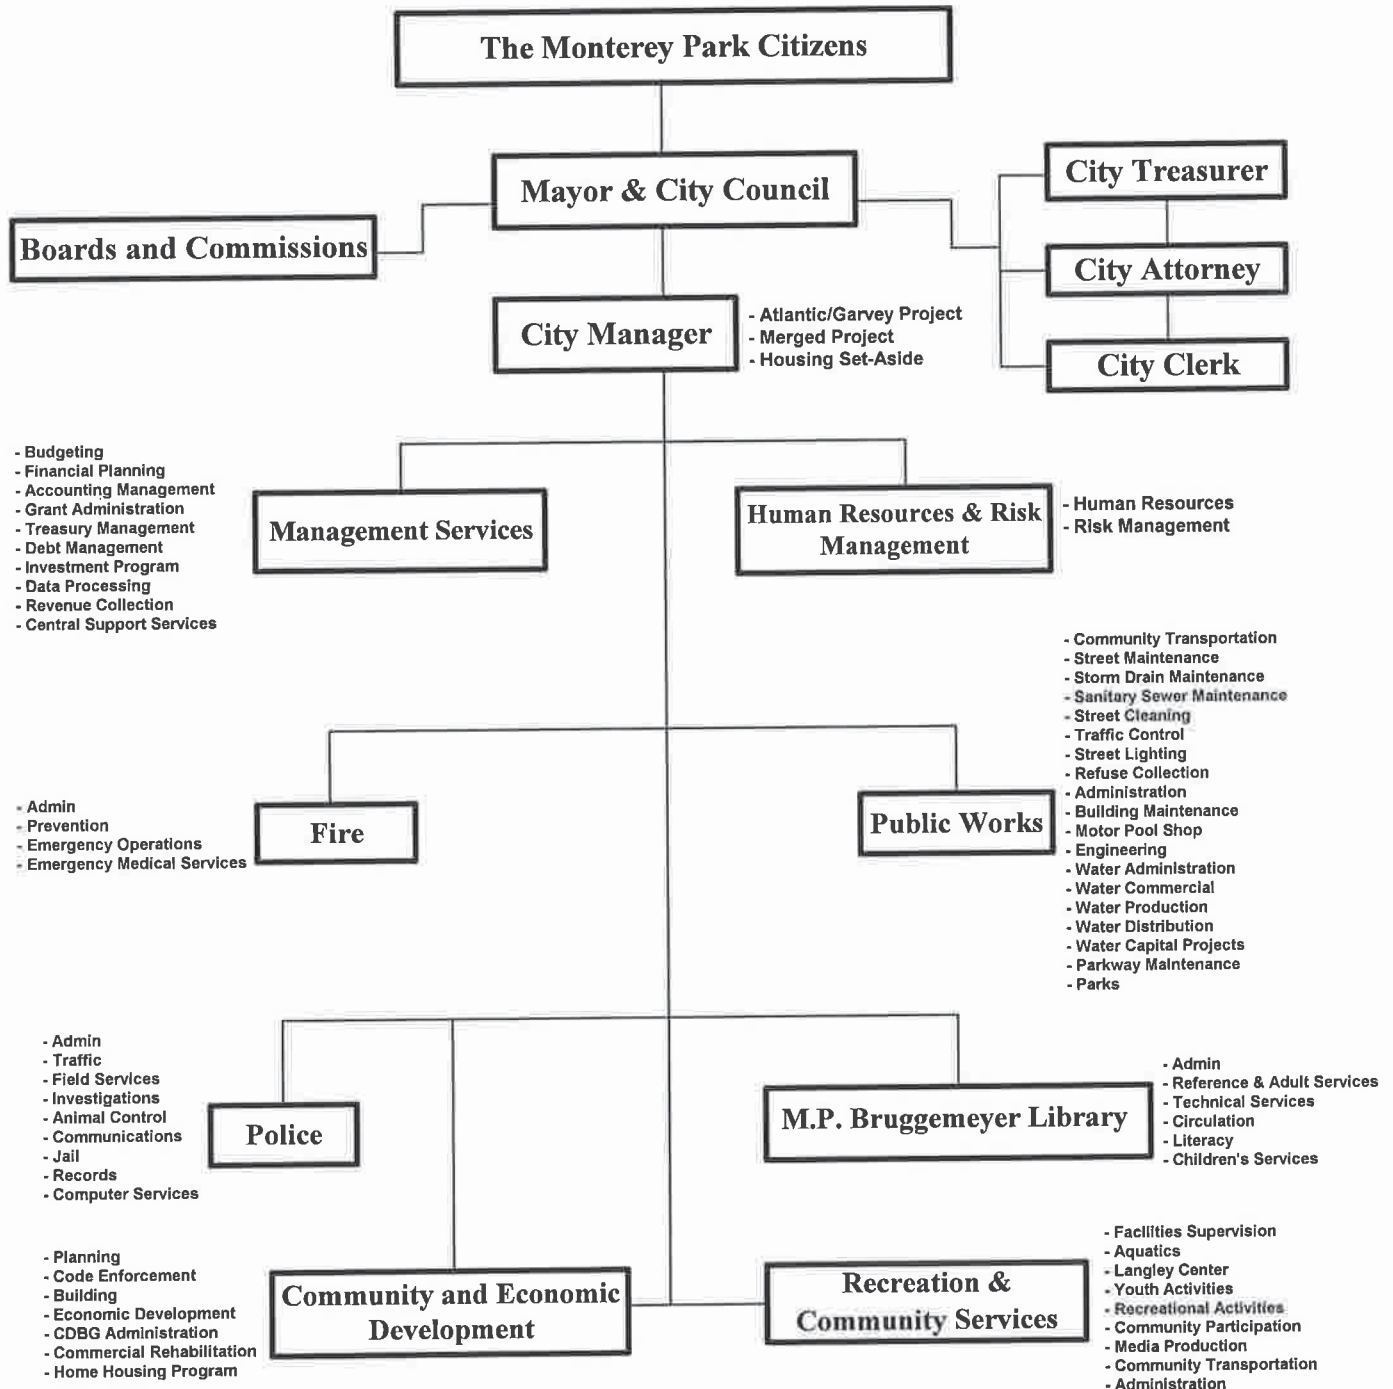 The Monterey Park Citizens
Mayor & City Council
City Treasurer
Boards and Commissions
City Attorney
City Manager
- Atlantic/Garvey Project
- Merged Project
- Housing Set-Aside
City Clerk
- Budgeting
- Financial Planning
- Accounting Management
- Grant Administration
- Treasury Management
- Debt Management
- Investment Program
- Data Processing
- Revenue Collection
- Central Support Services
Management Services
Human Resources & Risk
Management
- Human Resources
- Risk Management
- Admin
- Prevention
- Emergency Operations
- Emergency Medical Services
Fire
Public Works
- Community Transportation
- Street Maintenance
- Storm Drain Maintenance
- Sanitary Sewer Maintenance
- Street Cleaning
- Traffic Control
- Street Lighting
- Refuse Collection
- Administration
- Building Maintenance
- Motor Pool Shop
- Engineering
- Water Administration
- Water Commercial
- Water Production
- Water Distribution
- Water Capital Projects
- Parkway Maintenance
- Parks
- Admin
- Traffic
- Field Services
- Investigations
- Animal Control
- Communications
- Jail
- Records
- Computer Services
Police
M.P. Bruggemeyer Library
- Admin
- Reference & Adult Services
- Technical Services
- Circulation
- Literacy
- Children's Services
- Planning
- Code Enforcement
- Building
- Economic Development
- CDBG Administration
- Commercial Rehabilitation
- Home Housing Program
Community and Economic
Development
Recreation &
Community Services
- Facilities Supervision
- Aquatics
- Langley Center
- Youth Activities
- Recreational Activities
- Community Participation
- Media Production
- Community Transportation
- Administration